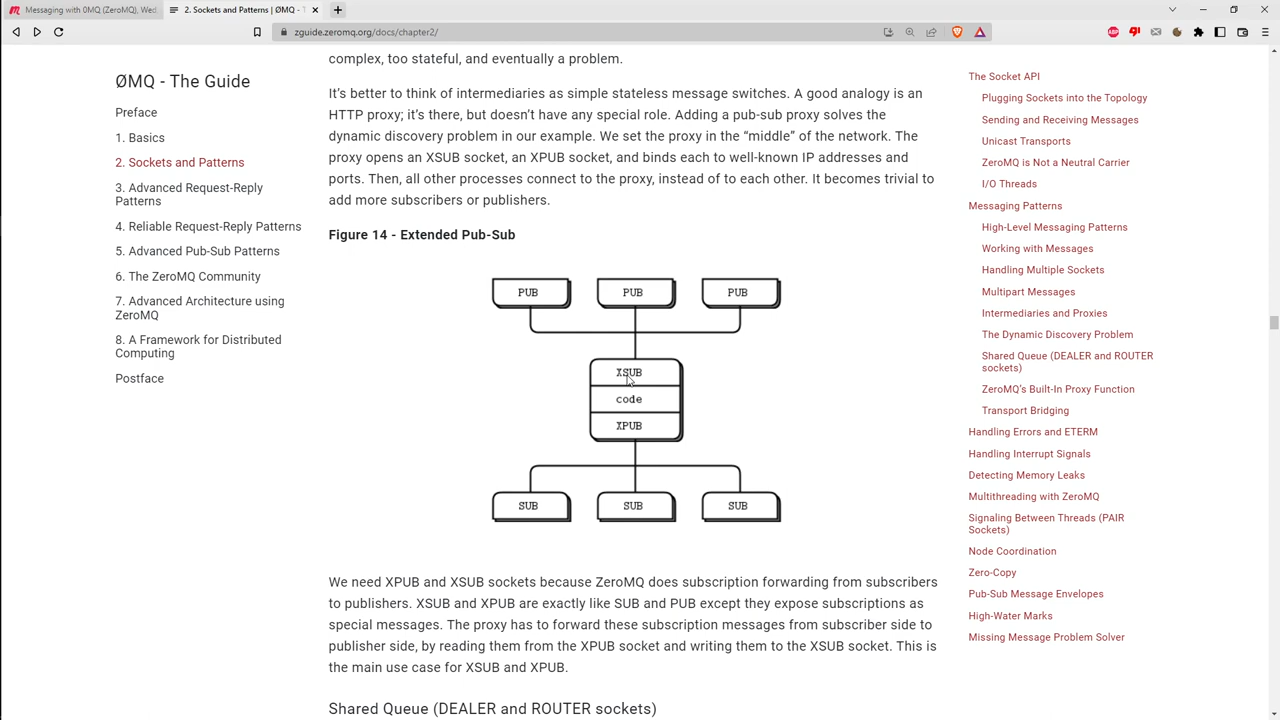 Messaging with 0MQ (ZeroMQ), Wed
2. Sockets and Patterns | ØMQ - T
zguide.zeromq.org/docs/chapter2/
ØMQ - The Guide
Preface
1. Basics
2. Sockets and Patterns
3. Advanced Request-Reply
Patterns
4. Reliable Request-Reply Patterns
5. Advanced Pub-Sub Patterns
6. The ZeroMQ Community
7. Advanced Architecture using
ZeroMQ
8. A Framework for Distributed
Computing
Postface
complex, too stateful, and eventually a problem.
It’s better to think of intermediaries as simple stateless message switches. A good analogy is an
HTTP proxy; it’s there, but doesn’t have any special role. Adding a pub-sub proxy solves the
dynamic discovery problem in our example. We set the proxy in the “middle” of the network. The
proxy opens an XSUB socket, an XPUB socket, and binds each to well-known IP addresses and
ports. Then, all other processes connect to the proxy, instead of to each other. It becomes trivial to
add more subscribers or publishers.
Figure 14 - Extended Pub-Sub
PUB PUB PUB
XSUB
code
XPUB
SUB SUB SUB
We need XPUB and XSUB sockets because ZeroMQ does subscription forwarding from subscribers
to publishers. XSUB and XPUB are exactly like SUB and PUB except they expose subscriptions as
special messages. The proxy has to forward these subscription messages from subscriber side to
publisher side, by reading them from the XPUB socket and writing them to the XSUB socket. This is
the main use case for XSUB and XPUB.
Shared Queue (DEALER and ROUTER sockets)
The Socket API
Plugging Sockets into the Topology
Sending and Receiving Messages
Unicast Transports
ZeroMQ is Not a Neutral Carrier
I/O Threads
Messaging Patterns
High-Level Messaging Patterns
Working with Messages
Handling Multiple Sockets
Multipart Messages
Intermediaries and Proxies
The Dynamic Discovery Problem
Shared Queue (DEALER and ROUTER
sockets)
ZeroMQ’s Built-In Proxy Function
Transport Bridging
Handling Errors and ETERM
Handling Interrupt Signals
Detecting Memory Leaks
Multithreading with ZeroMQ
Signaling Between Threads (PAIR
Sockets)
Node Coordination
Zero-Copy
Pub-Sub Message Envelopes
High-Water Marks
Missing Message Problem Solver